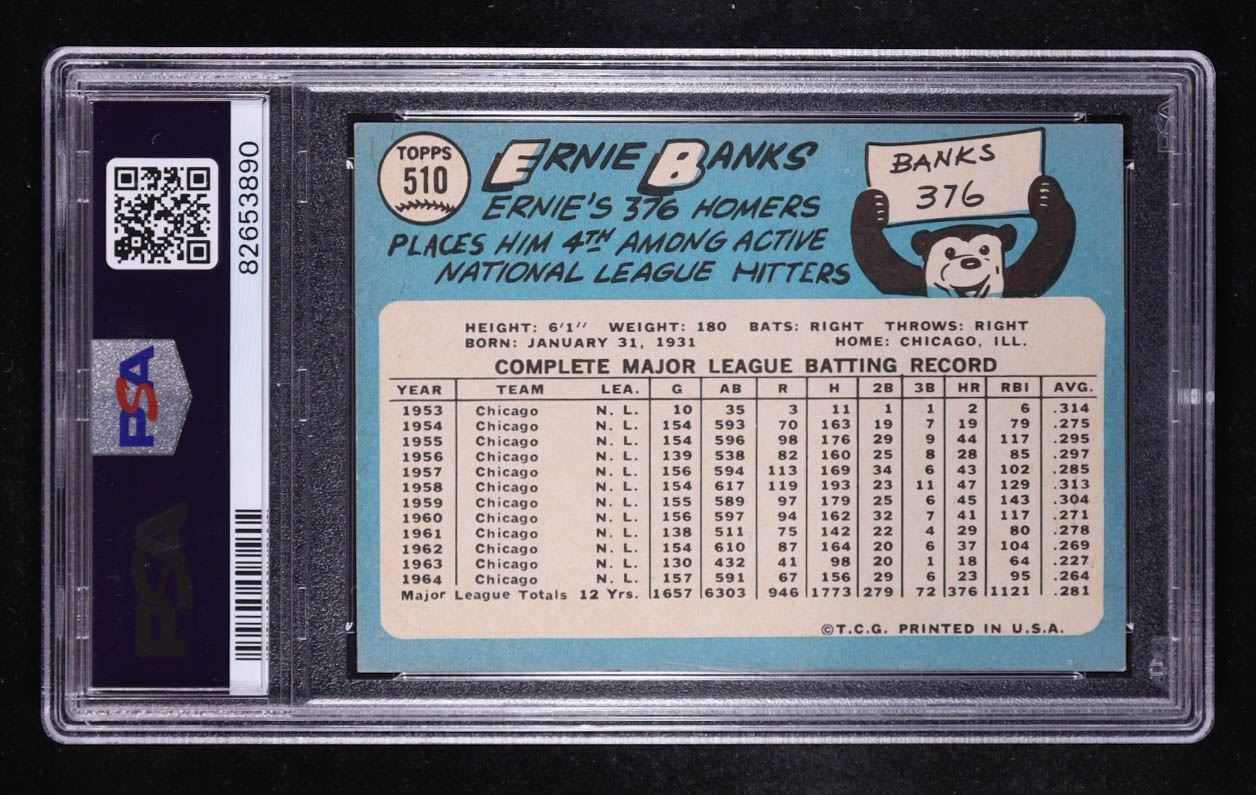 82653890
PSA
PSA
TOPPS
510
ERNIE BANKS
ERNIE'S 376 HOMERS
PLACES HIM 4TH AMONG ACTIVE
NATIONAL LEAGUE HITTERS
BANKS
376
HEIGHT: 6'1" WEIGHT: 180 BATS: RIGHT THROWS: RIGHT
BORN: JANUARY 31, 1931 HOME: CHICAGO, ILL.
COMPLETE MAJOR LEAGUE BATTING RECORD
YEAR TEAM LEA. G AB R H 2B 3B HR RBI AVG.
1953 Chicago N. L. 10 35 3 11 1 1 2 6 .314
1954 Chicago N. L. 154 593 70 163 19 7 19 79 .275
1955 Chicago N. L. 154 596 98 176 29 9 44 117 .295
1956 Chicago N. L. 139 538 82 160 25 8 28 85 .297
1957 Chicago N. L. 156 594 113 169 34 6 43 102 .285
1958 Chicago N. L. 154 617 119 193 23 11 47 129 .313
1959 Chicago N. L. 155 589 97 179 25 6 45 143 .304
1960 Chicago N. L. 156 597 94 162 32 7 41 117 .271
1961 Chicago N. L. 138 511 75 142 22 4 29 80 .278
1962 Chicago N. L. 154 610 87 164 20 6 37 104 .269
1963 Chicago N. L. 130 432 41 98 20 1 18 64 .227
1964 Chicago N. L. 157 591 67 156 29 6 23 95 .264
Major League Totals 12 Yrs. 1657 6303 946 1773 279 72 376 1121 .281
©T.C.G. PRINTED IN U.S.A.